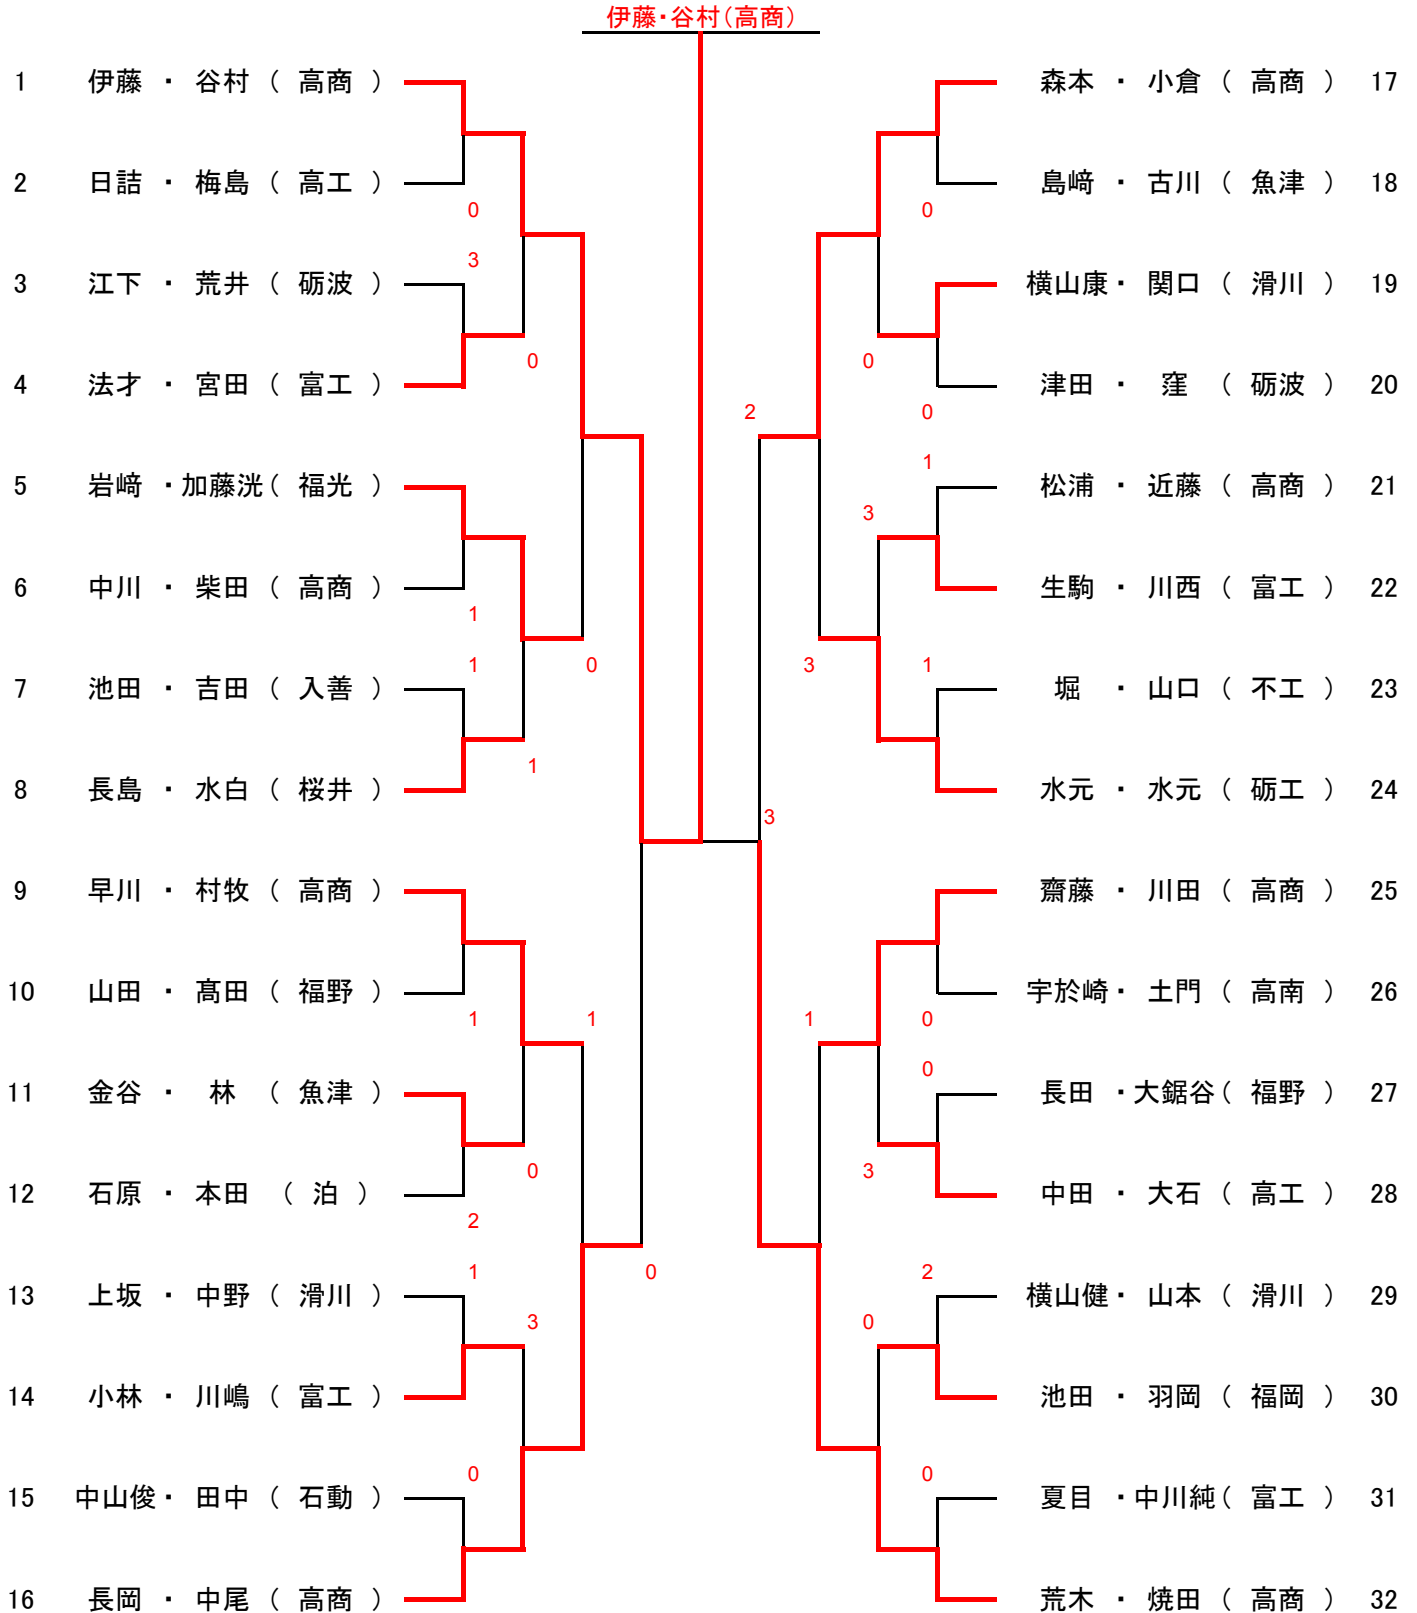 伊藤・谷村(高商)
1 伊藤 ・ 谷村 ( 高商 ) 森本 ・ 小倉 ( 高商 ) 17
2 日詰 ・ 梅島 ( 高工 ) 島﨑 ・ 古川 ( 魚津 ) 18
0 0
3
3 江下 ・ 荒井 ( 砺波 ) 横山康・ 関口 ( 滑川 ) 19
0 0
4 法才 ・ 宮田 ( 富工 ) 津田 ・ 窪 ( 砺波 ) 20
2 0
1
5 岩﨑 ・加藤洸( 福光 ) 松浦 ・ 近藤 ( 高商 ) 21
3
6 中川 ・ 柴田 ( 高商 ) 生駒 ・ 川西 ( 富工 ) 22
1
1 0 3 1
7 池田 ・ 吉田 ( 入善 ) 堀 ・ 山口 ( 不工 ) 23
1
8 長島 ・ 水白 ( 桜井 ) 水元 ・ 水元 ( 砺工 ) 24
3
9 早川 ・ 村牧 ( 高商 ) 齋藤 ・ 川田 ( 高商 ) 25
10 山田 ・ 髙田 ( 福野 ) 宇於崎・ 土門 ( 高南 ) 26
1 1 1 0
0
11 金谷 ・ 林 ( 魚津 ) 長田 ・大鋸谷( 福野 ) 27
0 3
12 石原 ・ 本田 ( 泊 ) 中田 ・ 大石 ( 高工 ) 28
2
1 0 2
13 上坂 ・ 中野 ( 滑川 ) 横山健・ 山本 ( 滑川 ) 29
3 0
14 小林 ・ 川嶋 ( 富工 ) 池田 ・ 羽岡 ( 福岡 ) 30
0 0
15 中山俊・ 田中 ( 石動 ) 夏目 ・中川純( 富工 ) 31
16 長岡 ・ 中尾 ( 高商 ) 荒木 ・ 焼田 ( 高商 ) 32